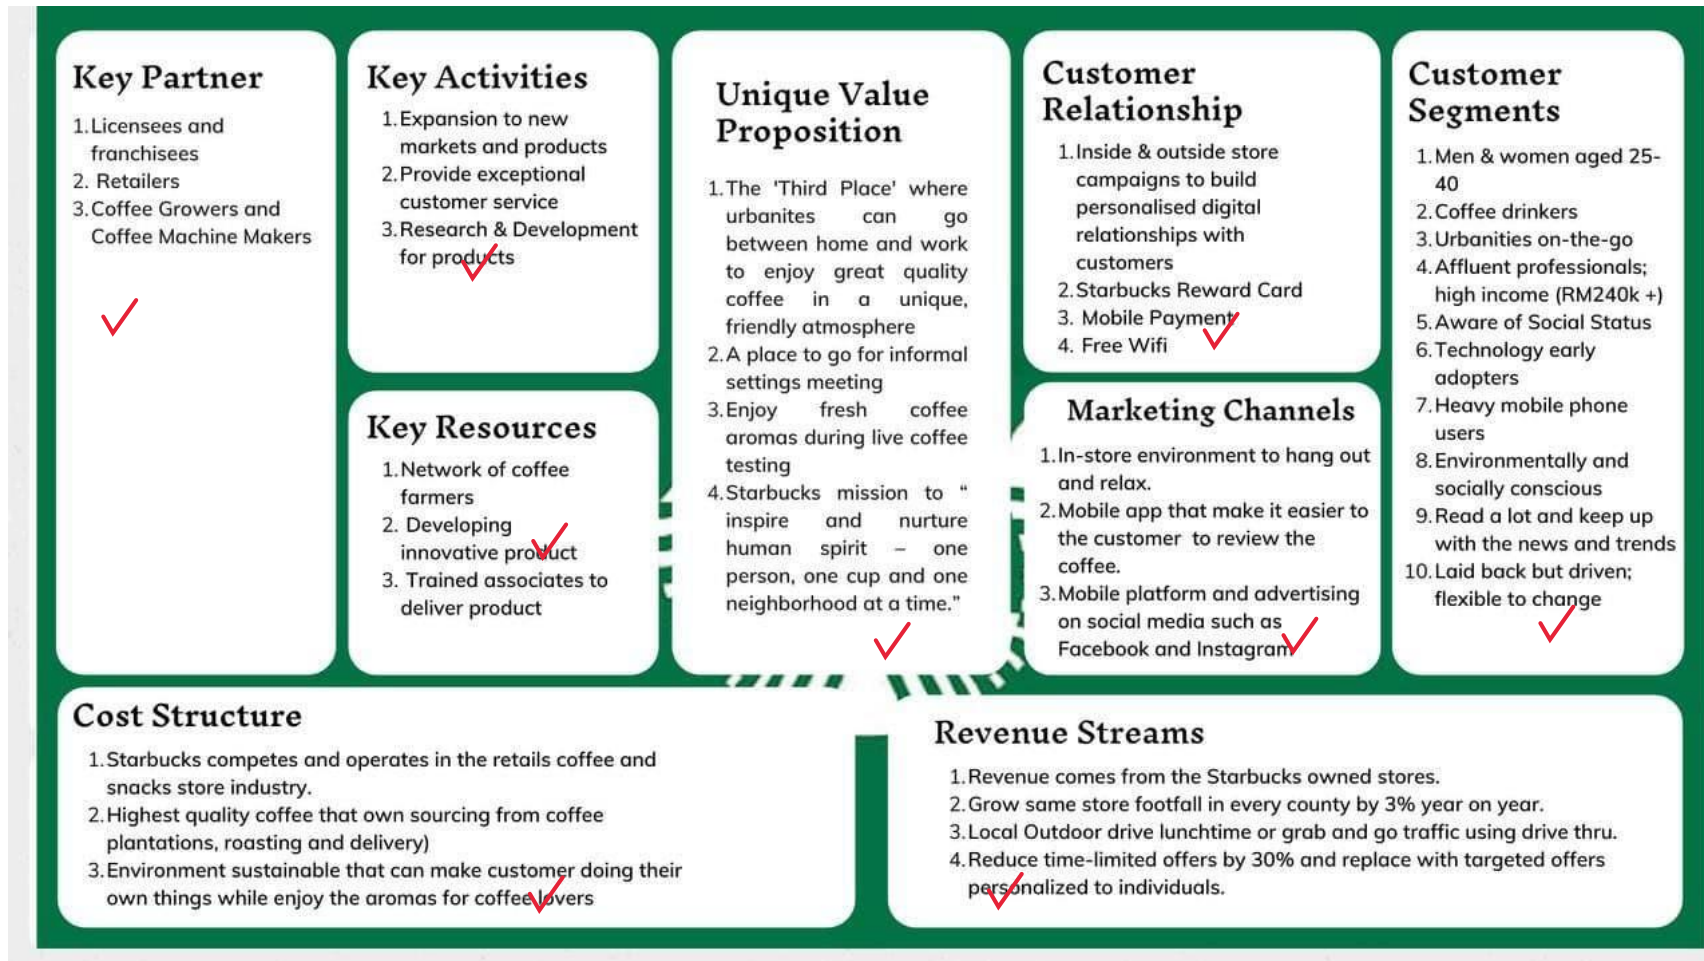 Key Partner
1.Licensees and
franchisees
2. Retailers
3.Coffee Growers and
Coffee Machine Makers
Key Activities
1.Expansion to new
markets and products
2.Provide exceptional
customer service
3.Research & Development
for products
Key Resources
1.Network of coffee
farmers
2. Developing
innovative product
3. Trained associates to
deliver product
Unique Value
Proposition
1.The 'Third Place' where
urbanites can go
between home and work
to enjoy great quality
coffee in a unique,
friendly atmosphere
2.A place to go for informal
settings meeting
3.Enjoy fresh coffee
aromas during live coffee
testing
4.Starbucks mission to “
inspire and nurture
human spirit – one
person, one cup and one
neighborhood at a time.”
Customer
Relationship
1.Inside & outside store
campaigns to build
personalised digital
relationships with
customers
2.Starbucks Reward Card
3. Mobile Payment
4. Free Wifi
Marketing Channels
1.In-store environment to hang out
and relax.
2.Mobile app that make it easier to
the customer to review the
coffee.
3.Mobile platform and advertising
on social media such as
Facebook and Instagram
Customer
Segments
1.Men & women aged 25-
40
2.Coffee drinkers
3.Urbanities on-the-go
4.Affluent professionals;
high income (RM240k +)
5.Aware of Social Status
6.Technology early
adopters
7.Heavy mobile phone
users
8.Environmentally and
socially conscious
9.Read a lot and keep up
with the news and trends
10.Laid back but driven;
flexible to change
Cost Structure
1.Starbucks competes and operates in the retails coffee and
snacks store industry.
2.Highest quality coffee that own sourcing from coffee
plantations, roasting and delivery)
3.Environment sustainable that can make customer doing their
own things while enjoy the aromas for coffee lovers
Revenue Streams
1.Revenue comes from the Starbucks owned stores.
2.Grow same store footfall in every county by 3% year on year.
3.Local Outdoor drive lunchtime or grab and go traffic using drive thru.
4.Reduce time-limited offers by 30% and replace with targeted offers
personalized to individuals.